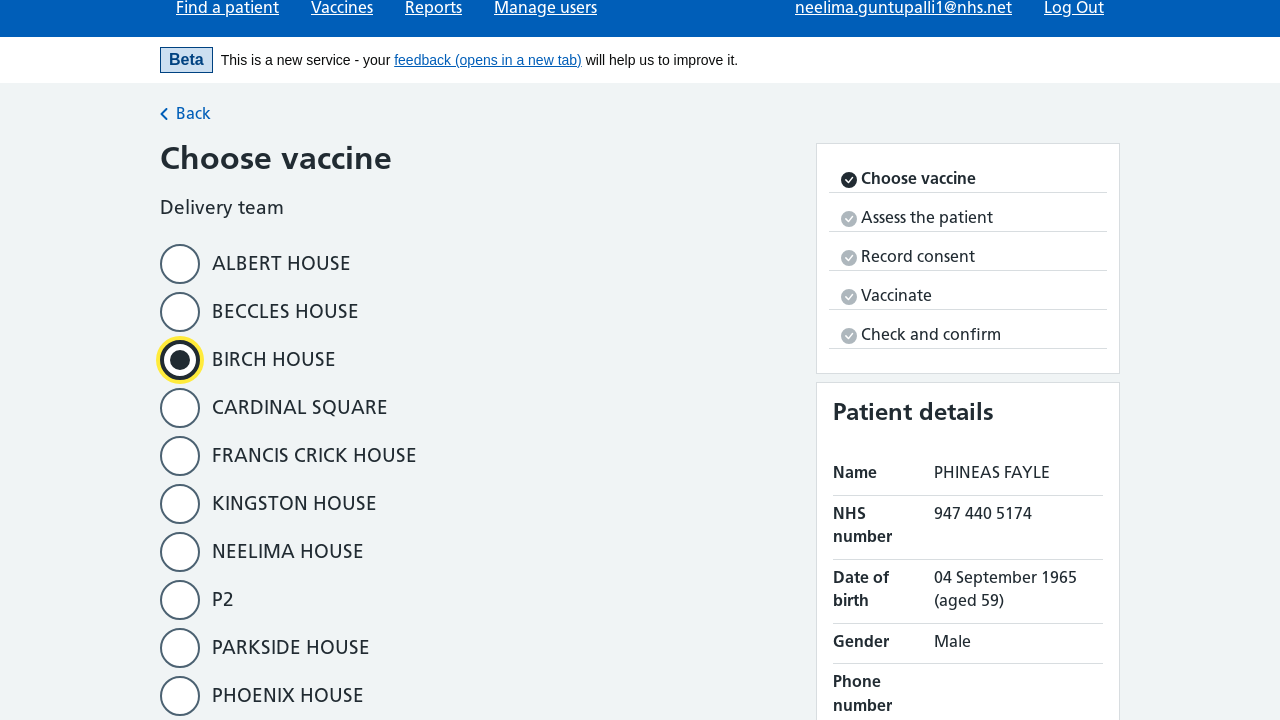 Find a patient Vaccines Reports Manage users neelima.guntupalli1@nhs.net Log Out
Beta This is a new service - your feedback (opens in a new tab) will help us to improve it.
Back
Choose vaccine
Delivery team
ALBERT HOUSE
BECCLES HOUSE
BIRCH HOUSE
CARDINAL SQUARE
FRANCIS CRICK HOUSE
KINGSTON HOUSE
NEELIMA HOUSE
P2
PARKSIDE HOUSE
PHOENIX HOUSE
Choose vaccine
Assess the patient
Record consent
Vaccinate
Check and confirm
Patient details
Name PHINEAS FAYLE
NHS number 947 440 5174
Date of birth 04 September 1965 (aged 59)
Gender Male
Phone number